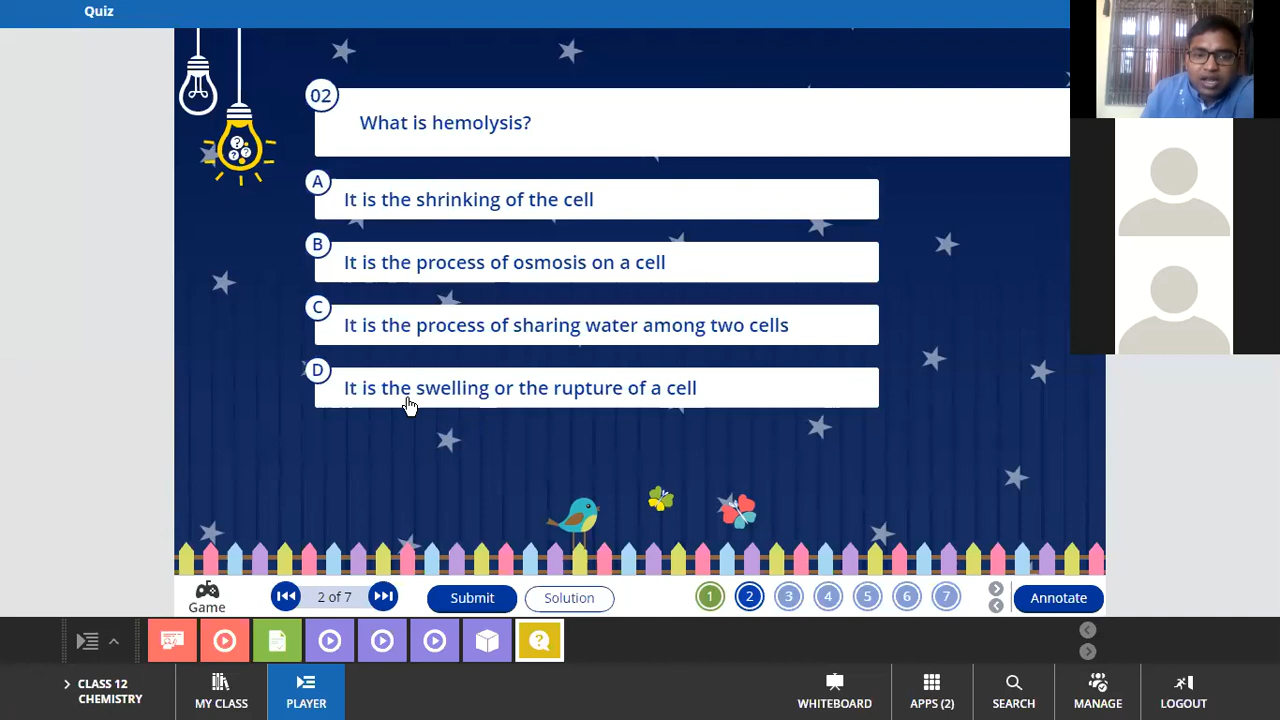 Quiz
02
What is hemolysis?
A
It is the shrinking of the cell
B
It is the process of osmosis on a cell
C
It is the process of sharing water among two cells
D
It is the swelling or the rupture of a cell
Game
2 of 7
Submit
Solution
1 2 3 4 5 6 7
Annotate
CLASS 12
CHEMISTRY
MY CLASS
PLAYER
WHITEBOARD
APPS (2)
SEARCH
MANAGE
LOGOUT